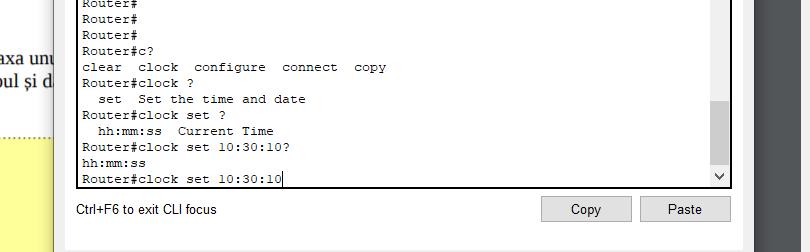 Router#
Router#
Router#
Router#c?
clear clock configure connect copy
Router#clock ?
set Set the time and date
Router#clock set ?
hh:mm:ss Current Time
Router#clock set 10:30:10?
hh:mm:ss
Router#clock set 10:30:10
Ctrl+F6 to exit CLI focus
Copy
Paste
și